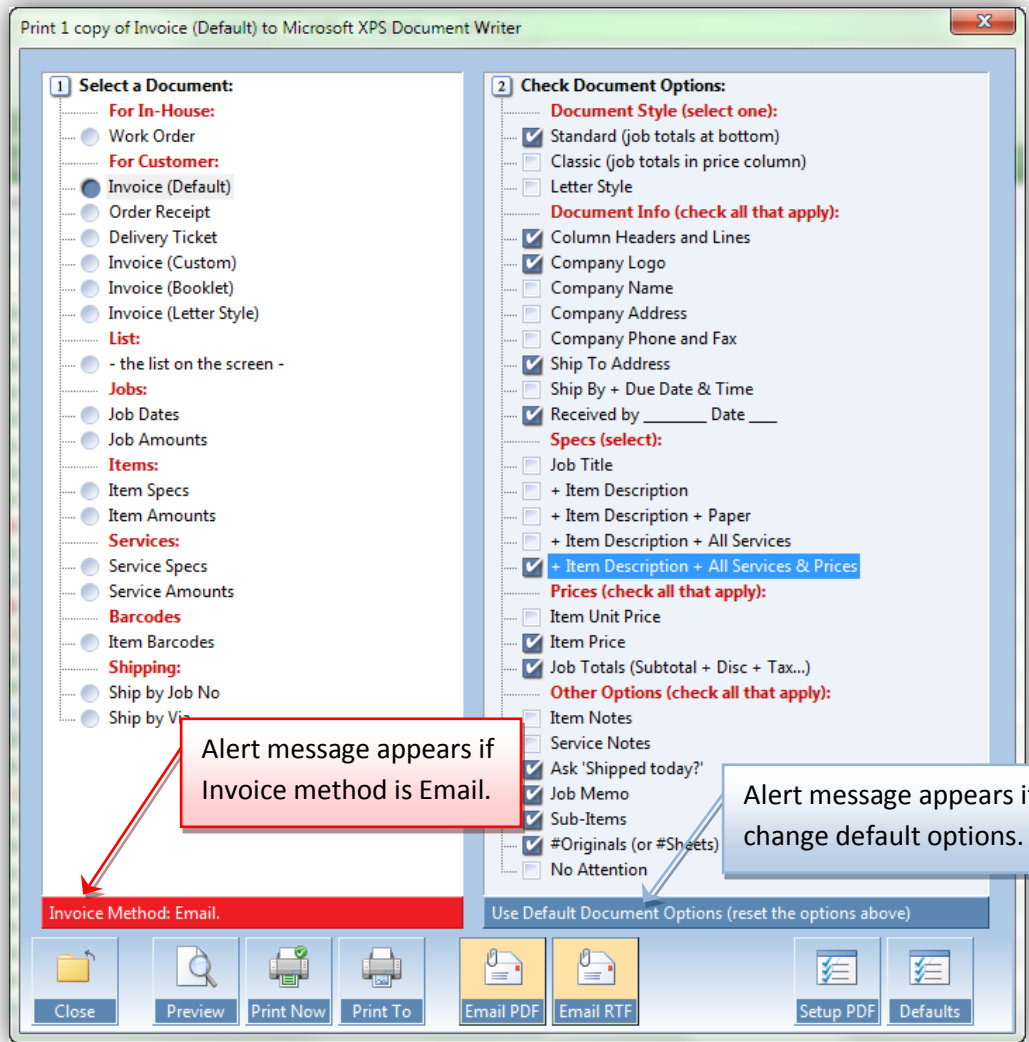 Print 1 copy of Invoice (Default) to Microsoft XPS Document Writer
x
1 Select a Document:
For In-House:
Work Order
For Customer:
Invoice (Default)
Order Receipt
Delivery Ticket
Invoice (Custom)
Invoice (Booklet)
Invoice (Letter Style)
List:
- the list on the screen -
Jobs:
Job Dates
Job Amounts
Items:
Item Specs
Item Amounts
Services:
Service Specs
Service Amounts
Barcodes
Item Barcodes
Shipping:
Ship by Job No
Ship by Via
Alert message appears if
Invoice method is Email.
Invoice Method: Email.
2 Check Document Options:
Document Style (select one):
Standard (job totals at bottom)
Classic (job totals in price column)
Letter Style
Document Info (check all that apply):
Column Headers and Lines
Company Logo
Company Name
Company Address
Company Phone and Fax
Ship To Address
Ship By + Due Date & Time
Received by _______ Date ___
Specs (select):
Job Title
+ Item Description
+ Item Description + Paper
+ Item Description + All Services
+ Item Description + All Services & Prices
Prices (check all that apply):
Item Unit Price
Item Price
Job Totals (Subtotal + Disc + Tax...)
Other Options (check all that apply):
Item Notes
Service Notes
Ask 'Shipped today?'
Job Memo
Sub-Items
#Originals (or #Sheets)
No Attention
Alert message appears if
change default options.
Use Default Document Options (reset the options above)
Close
Preview
Print Now
Print To
Email PDF
Email RTF
Setup PDF
Defaults